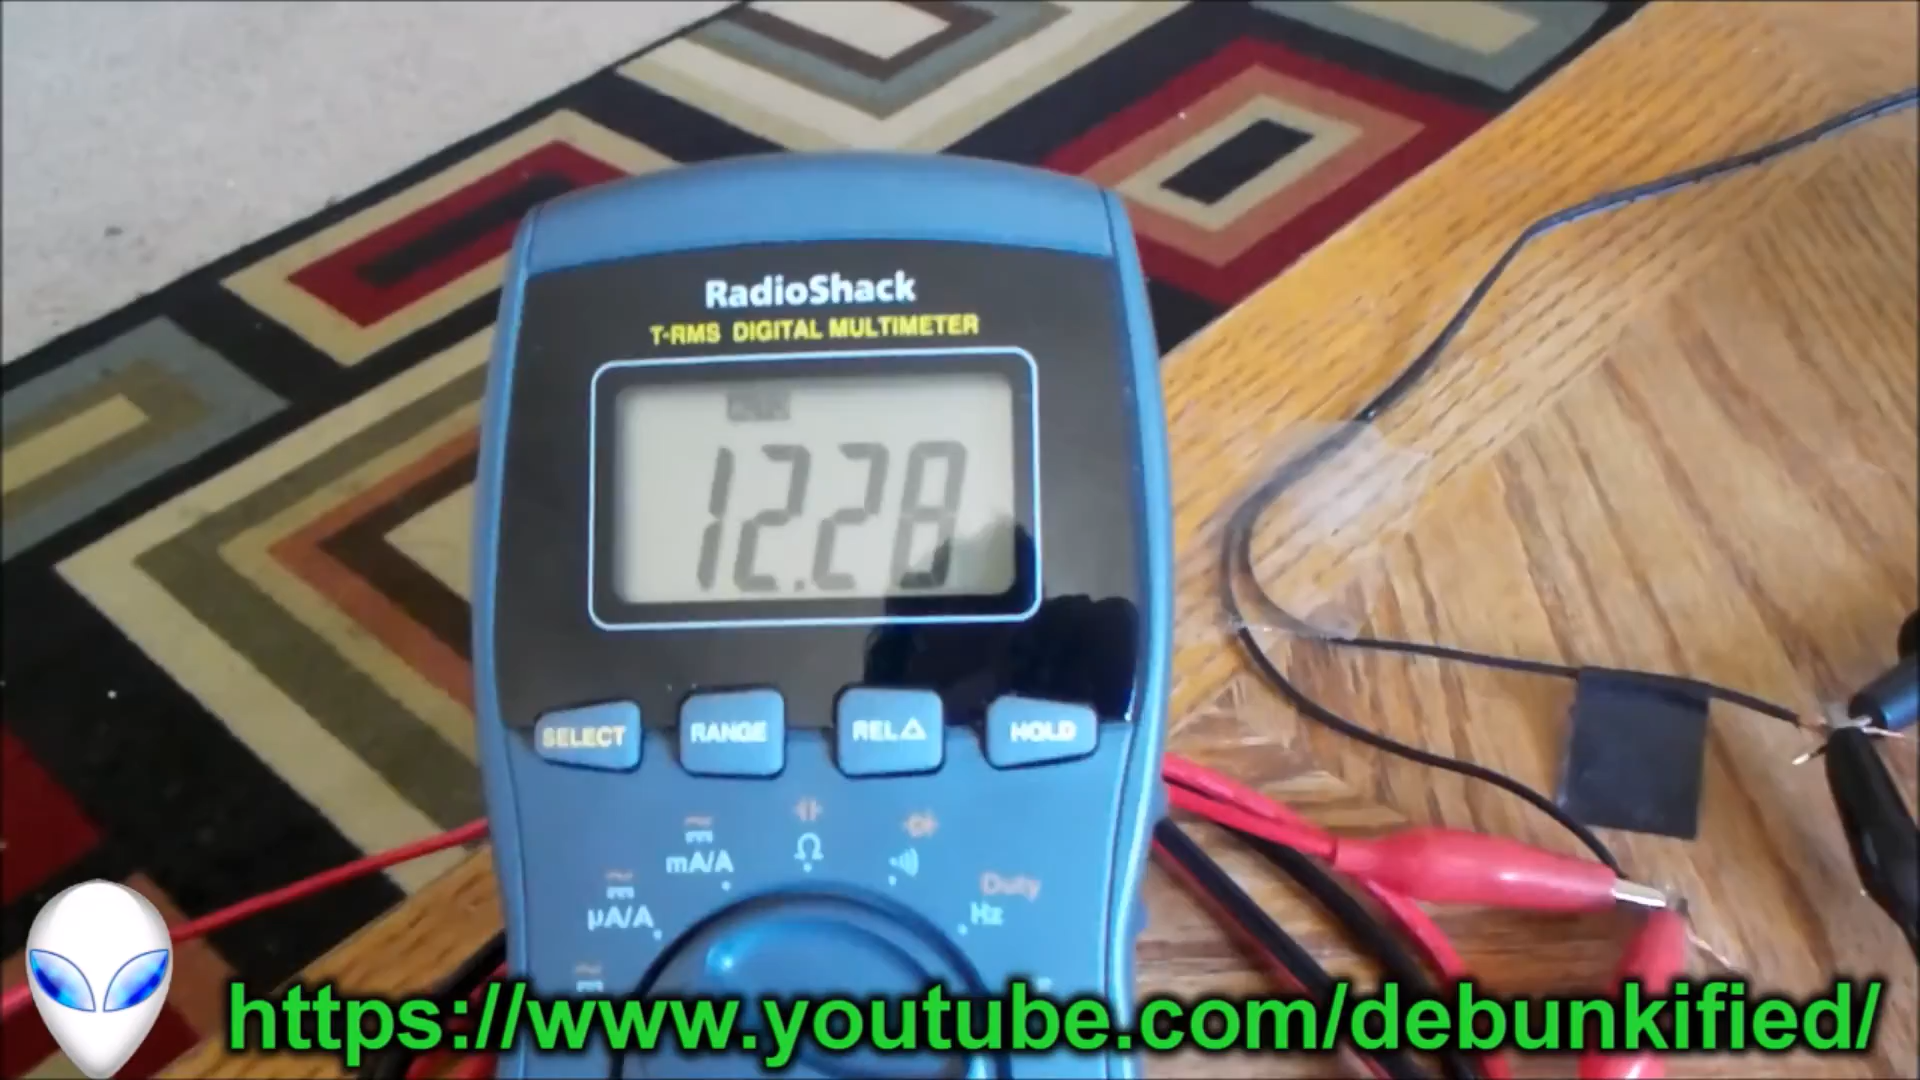 RadioShack
T-RMS DIGITAL MULTIMETER
12.28
SELECT RANGE REL△ HOLD
mA/A Ω
µA/A
Duty
Hz
https://www.youtube.com/debunkified/